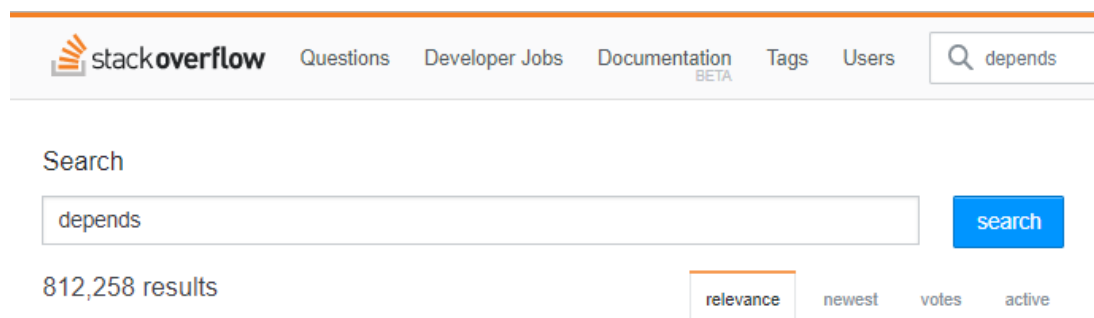 stackoverflow Questions Developer Jobs Documentation Tags Users depends
BETA
Search
depends search
812,258 results relevance newest votes active